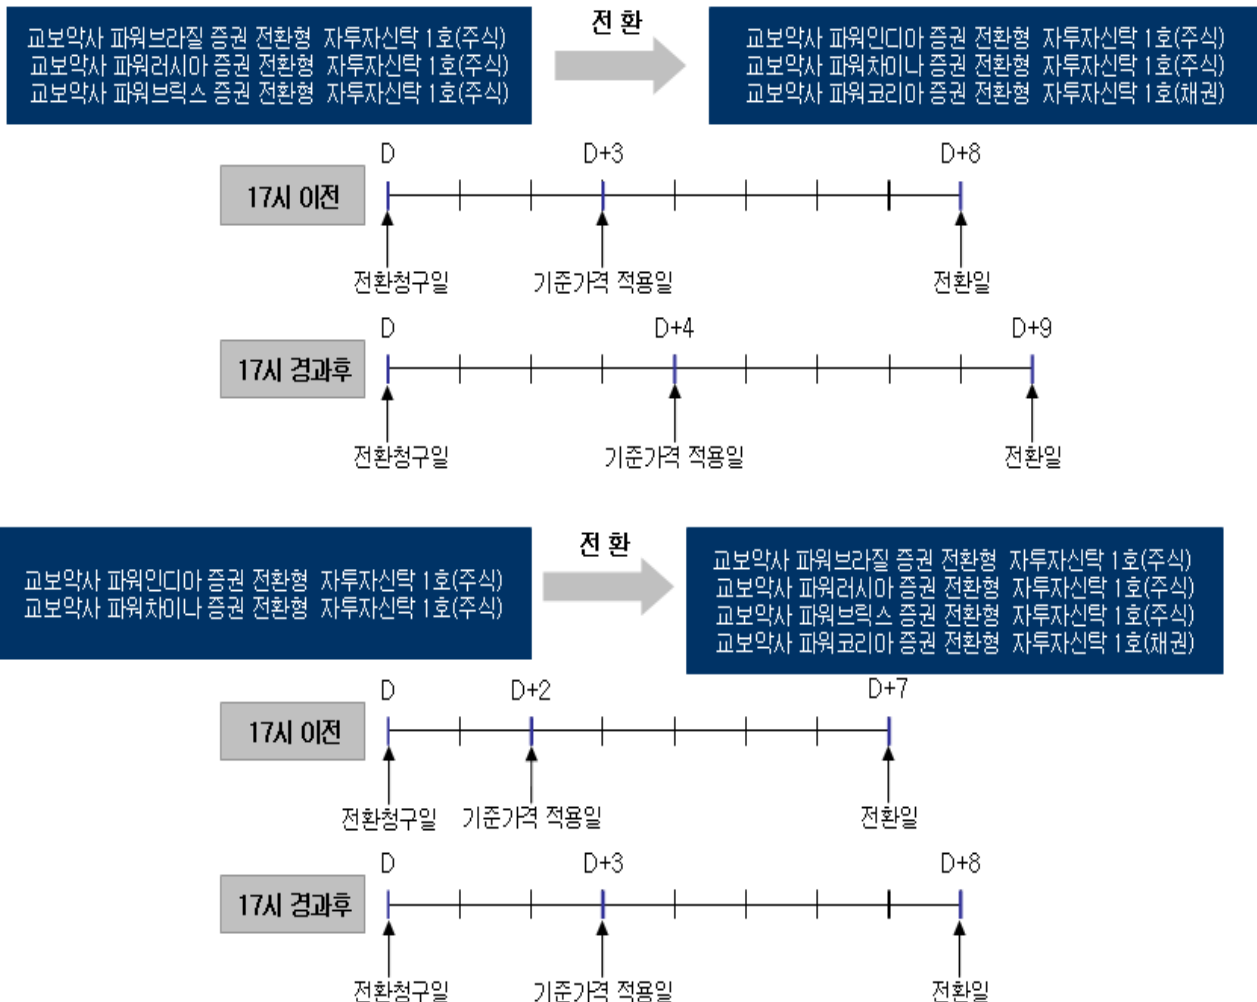 전 환
교보악사 파워브라질 증권 전환형 자투자신탁 1호(주식)
교보악사 파워러시아 증권 전환형 자투자신탁 1호(주식)
교보악사 파워브릭스 증권 전환형 자투자신탁 1호(주식)
교보악사 파워인디아 증권 전환형 자투자신탁 1호(주식)
교보악사 파워차이나 증권 전환형 자투자신탁 1호(주식)
교보악사 파워코리아 증권 전환형 자투자신탁 1호(채권)
D D+3 D+8
17시 이전
전환청구일 기준가격 적용일 전환일
D D+4 D+9
17시 경과후
전환청구일 기준가격 적용일 전환일
전 환
교보악사 파워인디아 증권 전환형 자투자신탁 1호(주식)
교보악사 파워차이나 증권 전환형 자투자신탁 1호(주식)
교보악사 파워브라질 증권 전환형 자투자신탁 1호(주식)
교보악사 파워러시아 증권 전환형 자투자신탁 1호(주식)
교보악사 파워브릭스 증권 전환형 자투자신탁 1호(주식)
교보악사 파워코리아 증권 전환형 자투자신탁 1호(채권)
D D+2 D+7
17시 이전
전환청구일 기준가격 적용일 전환일
D D+3 D+8
17시 경과후
전환청구일 기준가격 적용일 전환일